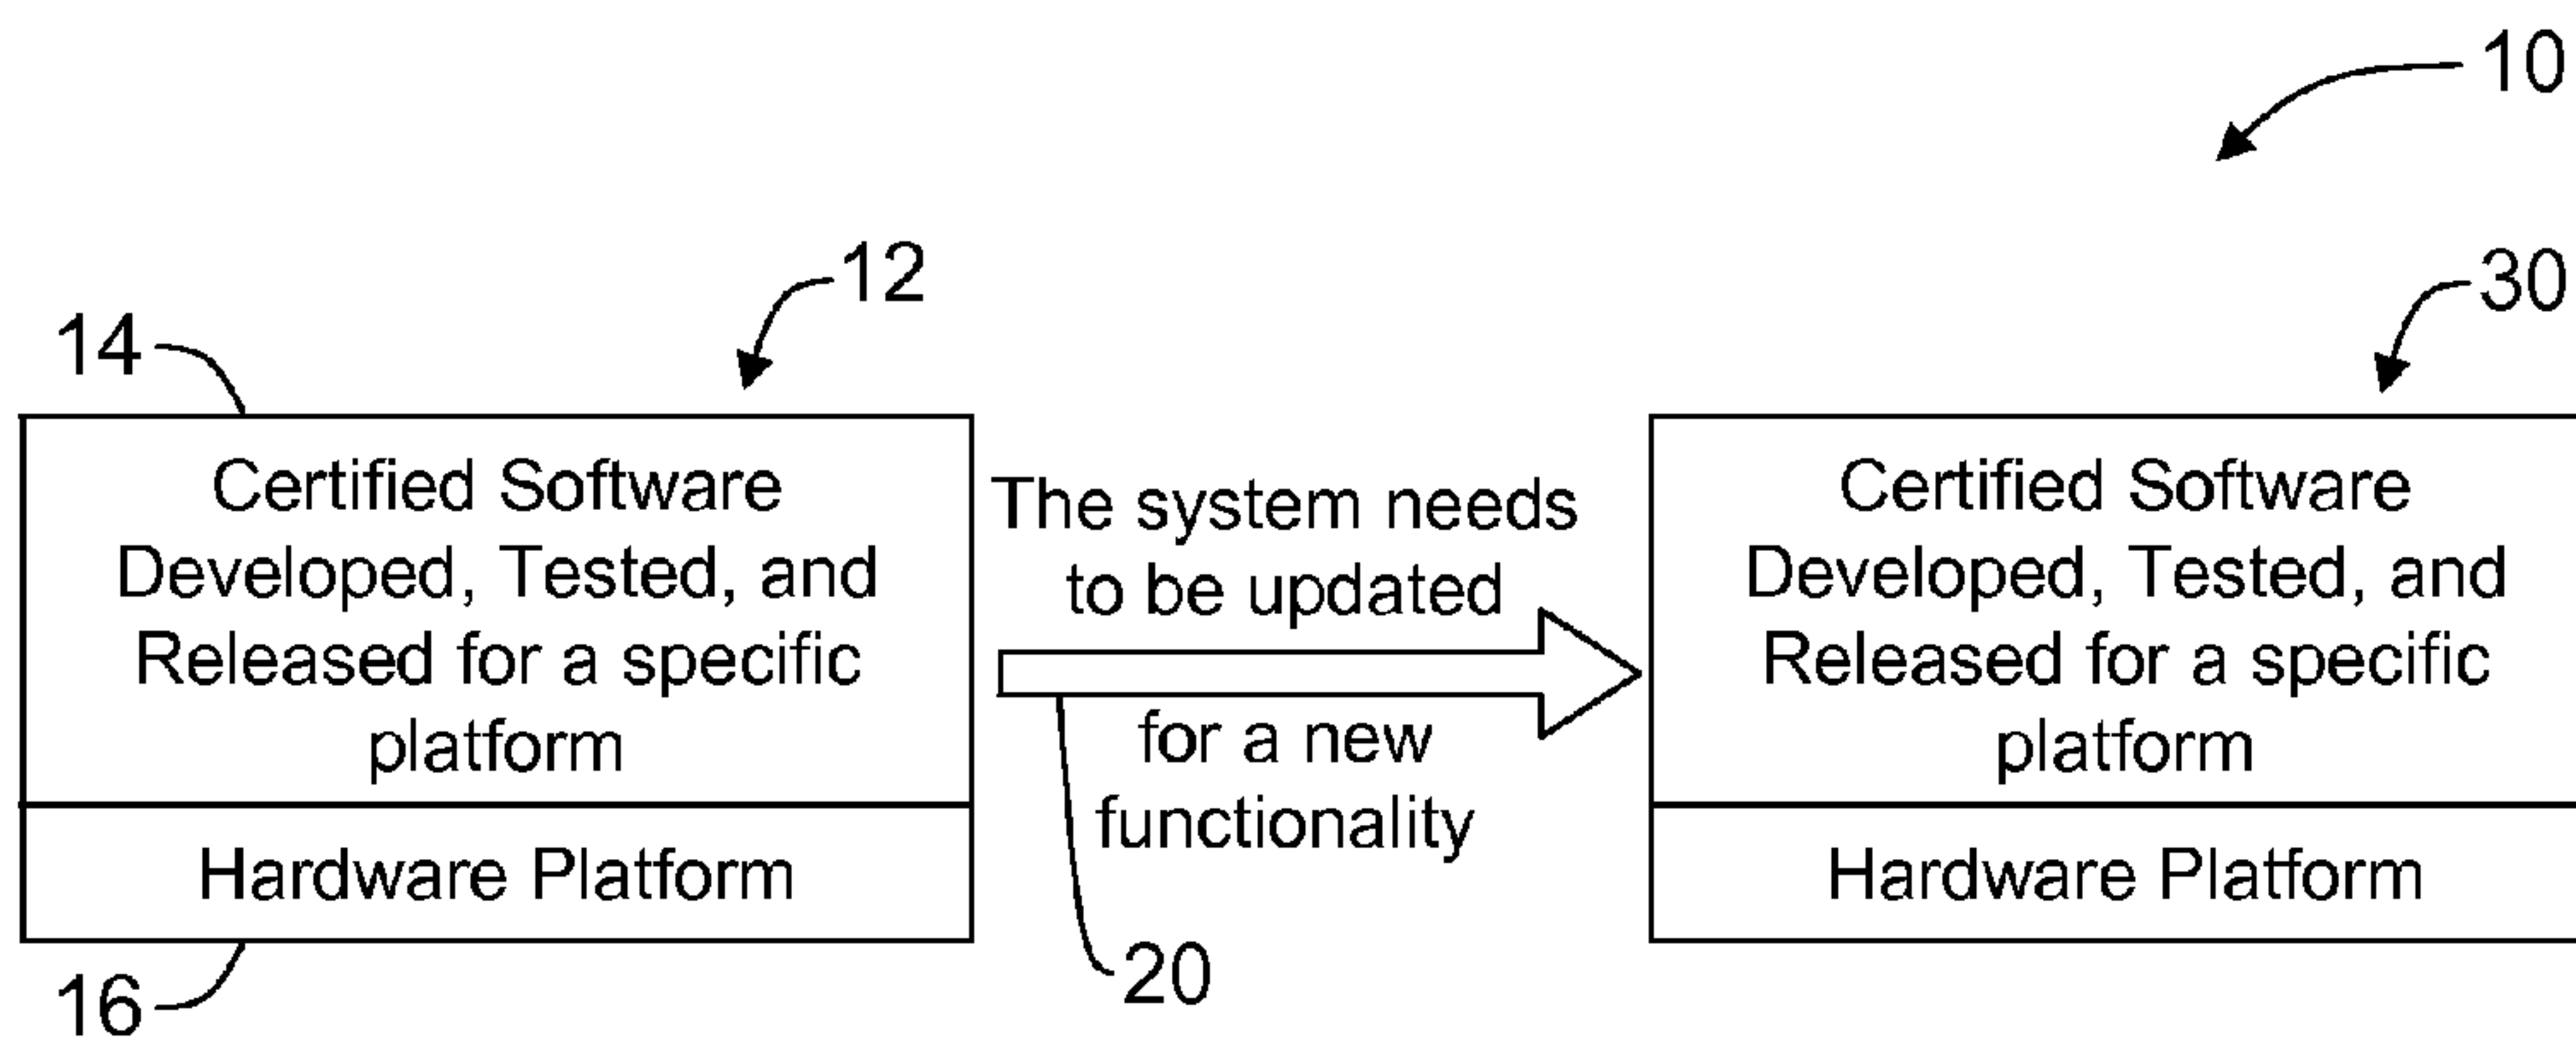 10
12
30
14
Certified Software
Developed, Tested, and
Released for a specific
platform
Hardware Platform
16
The system needs
to be updated
for a new
functionality
20
Certified Software
Developed, Tested, and
Released for a specific
platform
Hardware Platform